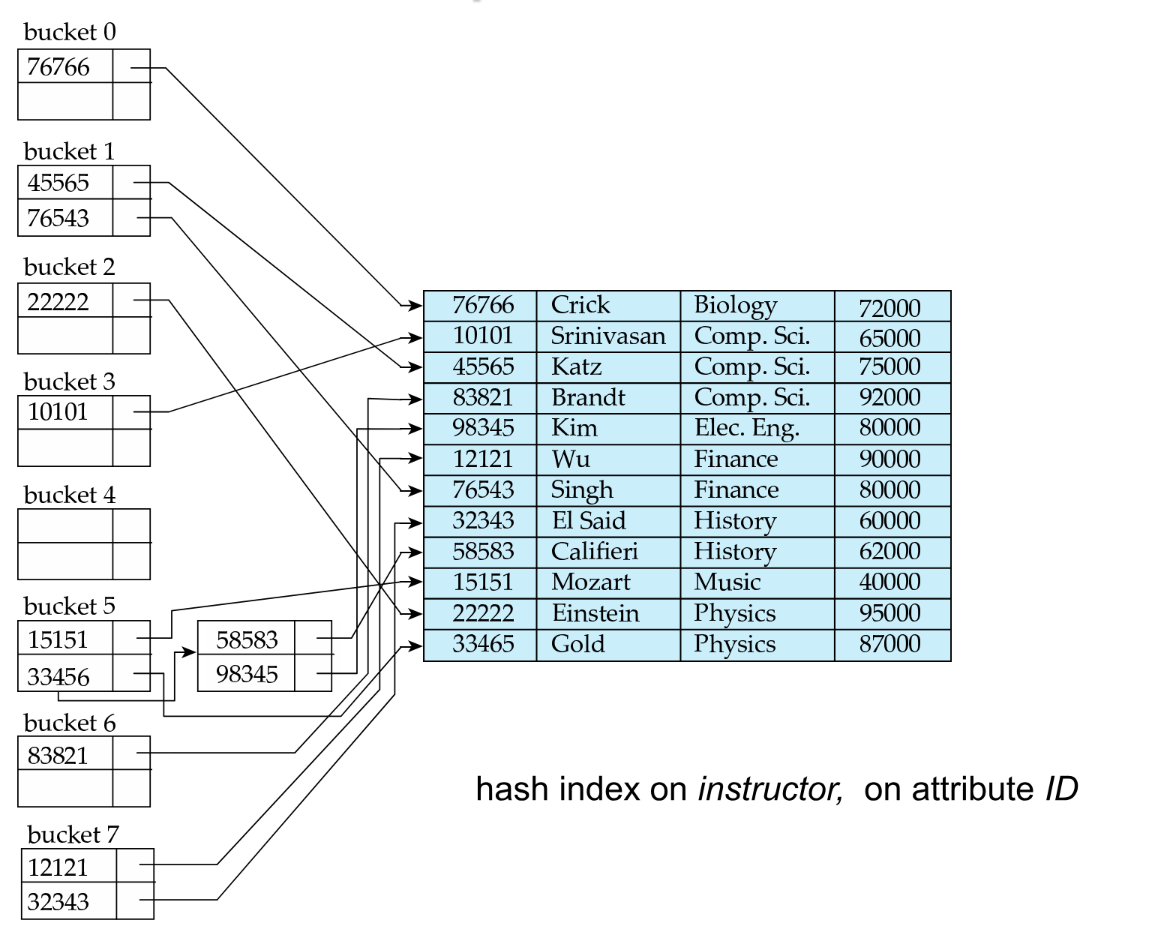 bucket 0
76766
bucket 1
45565
76543
bucket 2
22222
bucket 3
10101
bucket 4
bucket 5
15151
33456
58583
98345
bucket 6
83821
bucket 7
12121
32343
76766 Crick Biology 72000
10101 Srinivasan Comp. Sci. 65000
45565 Katz Comp. Sci. 75000
83821 Brandt Comp. Sci. 92000
98345 Kim Elec. Eng. 80000
12121 Wu Finance 90000
76543 Singh Finance 80000
32343 El Said History 60000
58583 Califieri History 62000
15151 Mozart Music 40000
22222 Einstein Physics 95000
33465 Gold Physics 87000
hash index on instructor, on attribute ID